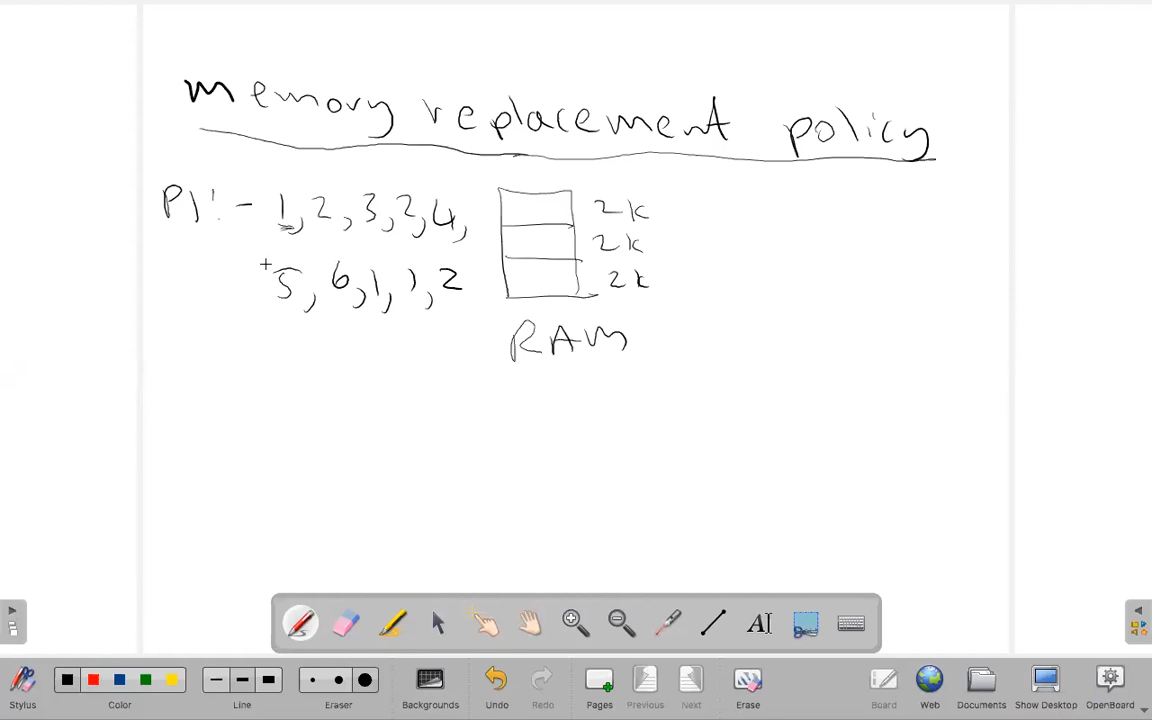 memory replacement policy
P1:- 1, 2, 3, 2, 4,
5, 6, 1, 1, 2
2k
2k
2k
RAM
Stylus
Color
Line
Eraser
Backgrounds
Undo
Redo
Pages
Previous
Next
Erase
Board
Web
Documents
Show Desktop
OpenBoard